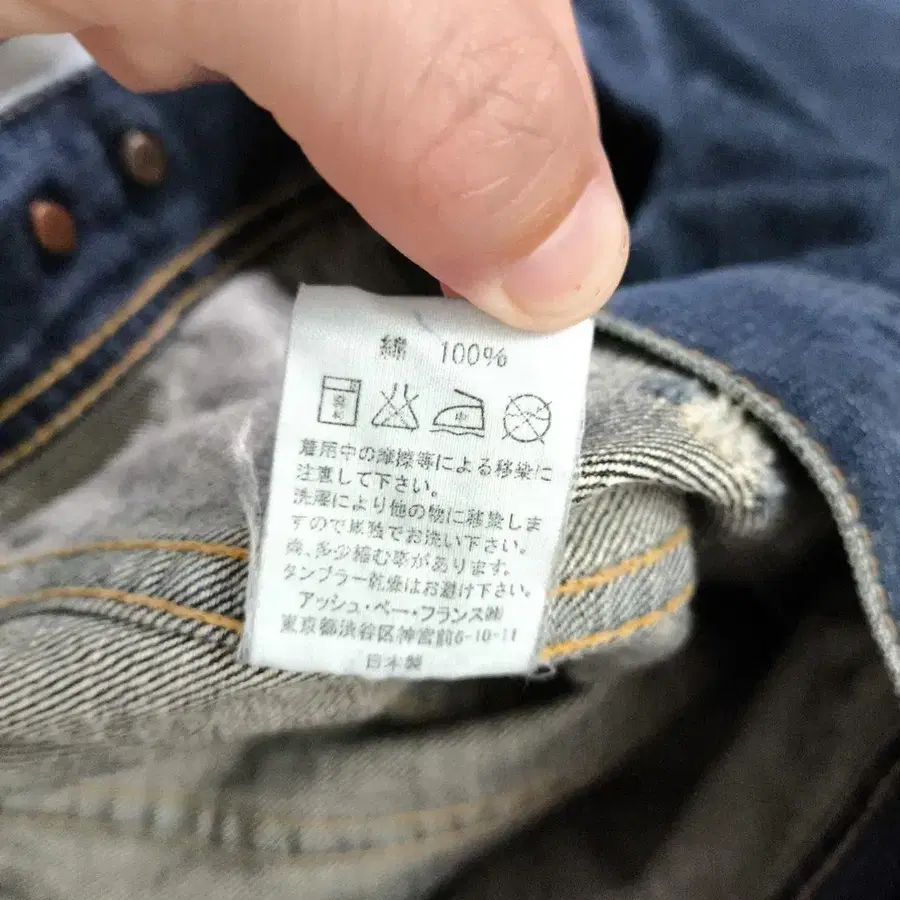 綿 100%
着用中の摩擦等による移染に
注意して下さい。
洗濯により他の物に移染しま
すので単独でお洗い下さい。
尚、多少縮む事があります。
タンブラー乾燥はお避け下さい。
アッシュ・ペー・フランス㈱
東京都渋谷区神宮前6-10-11
日本製